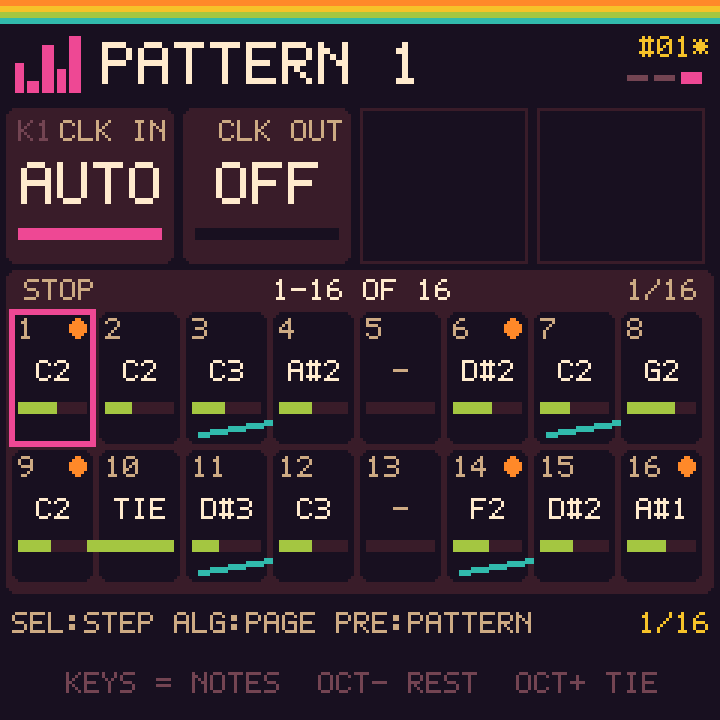 PATTERN 1 #01*
K1 CLK IN CLK OUT
AUTO OFF
STOP 1-16 OF 16 1/16
1 2 3 4 5 6 7 8
C2 C2 C3 A#2 - D#2 C2 G2
9 10 11 12 13 14 15 16
C2 TIE D#3 C3 - F2 D#2 A#1
SEL:STEP ALG:PAGE PRE:PATTERN 1/16
KEYS = NOTES OCT- REST OCT+ TIE